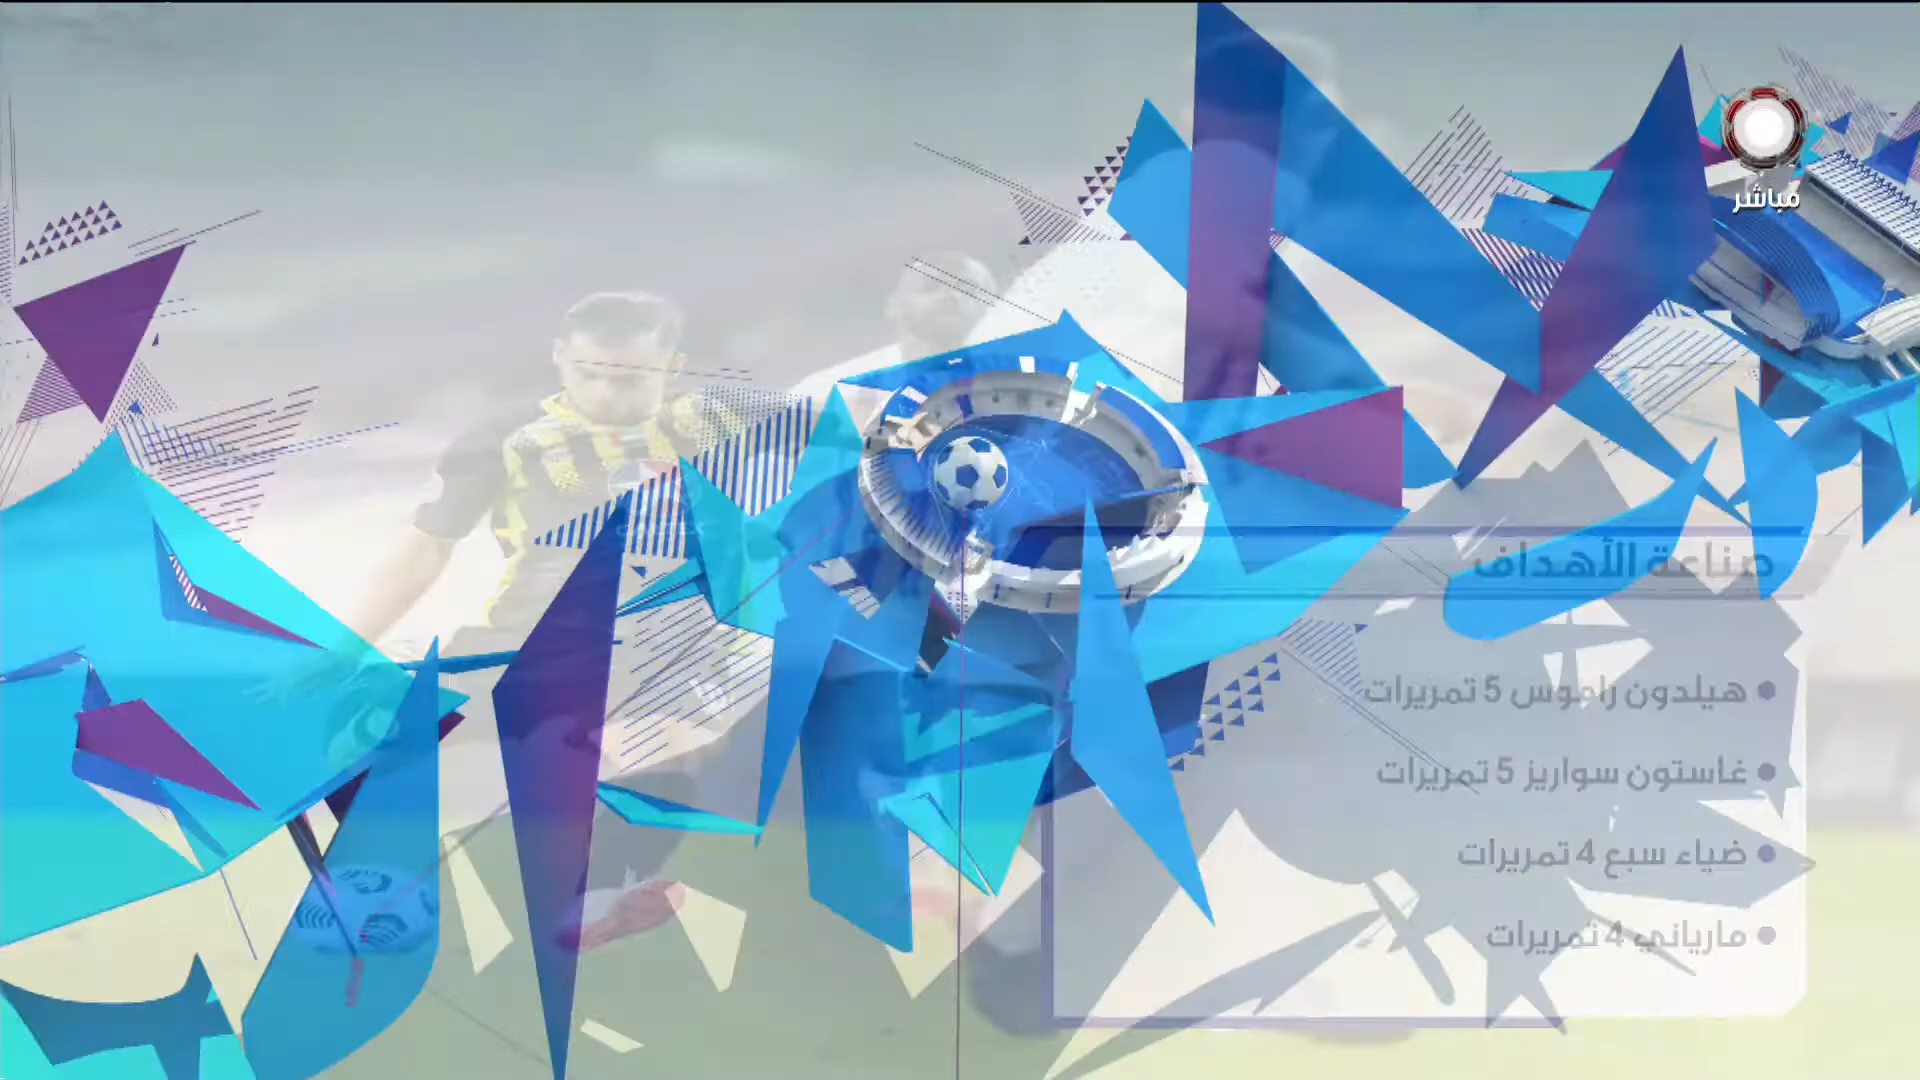 مباشر
صناعة الأهداف
• هيلدون راموس 5 تمريرات
• غاستون سواريز 5 تمريرات
• ضياء سبع 4 تمريرات
• مارياني 4 تمريرات